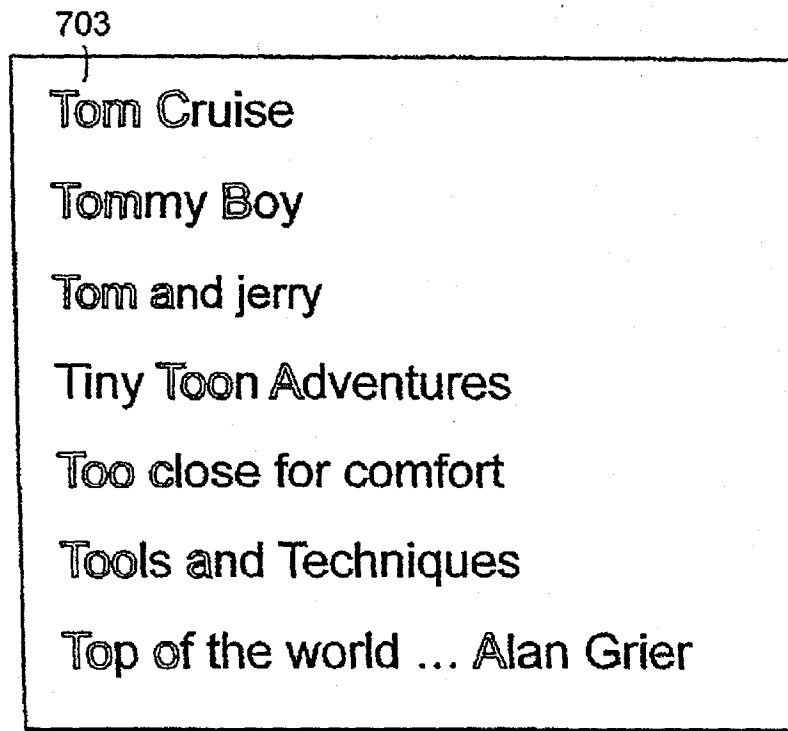 703
Tom Cruise
Tommy Boy
Tom and jerry
Tiny Toon Adventures
Too close for comfort
Tools and Techniques
Top of the world ... Alan Grier